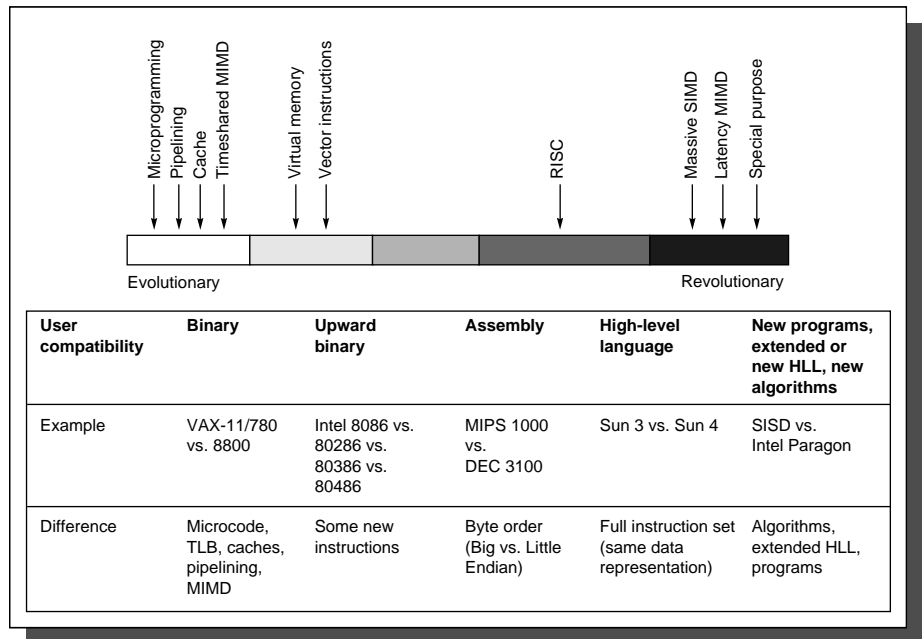 Microprogramming
Pipelining
Cache
Timeshared MIMD
Virtual memory
Vector instructions
RISC
Massive SIMD
Latency MIMD
Special purpose
Evolutionary
Revolutionary
User
compatibility
Binary
Upward
binary
Assembly
High-level
language
New programs,
extended or
new HLL, new
algorithms
Example
VAX-11/780
vs. 8800
Intel 8086 vs.
80286 vs.
80386 vs.
80486
MIPS 1000
vs.
DEC 3100
Sun 3 vs. Sun 4
SISD vs.
Intel Paragon
Difference
Microcode,
TLB, caches,
pipelining,
MIMD
Some new
instructions
Byte order
(Big vs. Little
Endian)
Full instruction set
(same data
representation)
Algorithms,
extended HLL,
programs